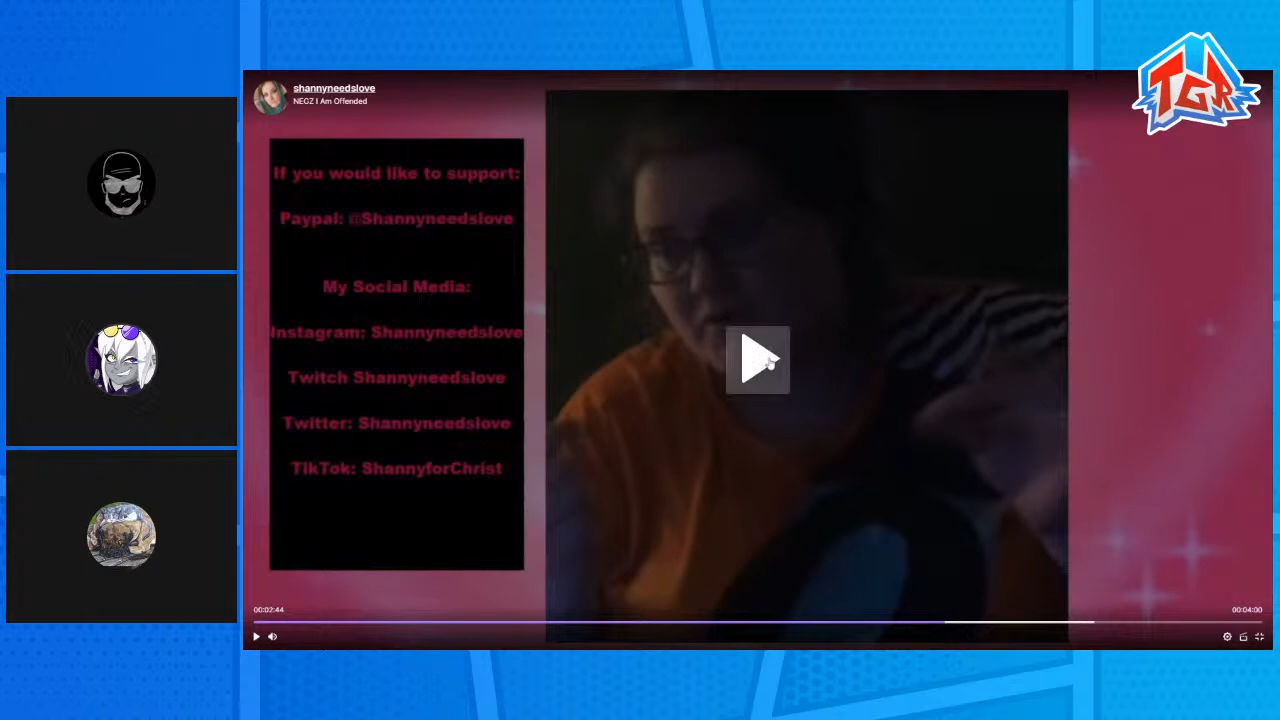 TGR
shannyneedslove
NEGZ I Am Offended
If you would like to support:
Paypal: @Shannyneedslove
My Social Media:
Instagram: Shannyneedslove
Twitch Shannyneedslove
Twitter: Shannyneedslove
TikTok: ShannyforChrist
00:02:44
00:04:00